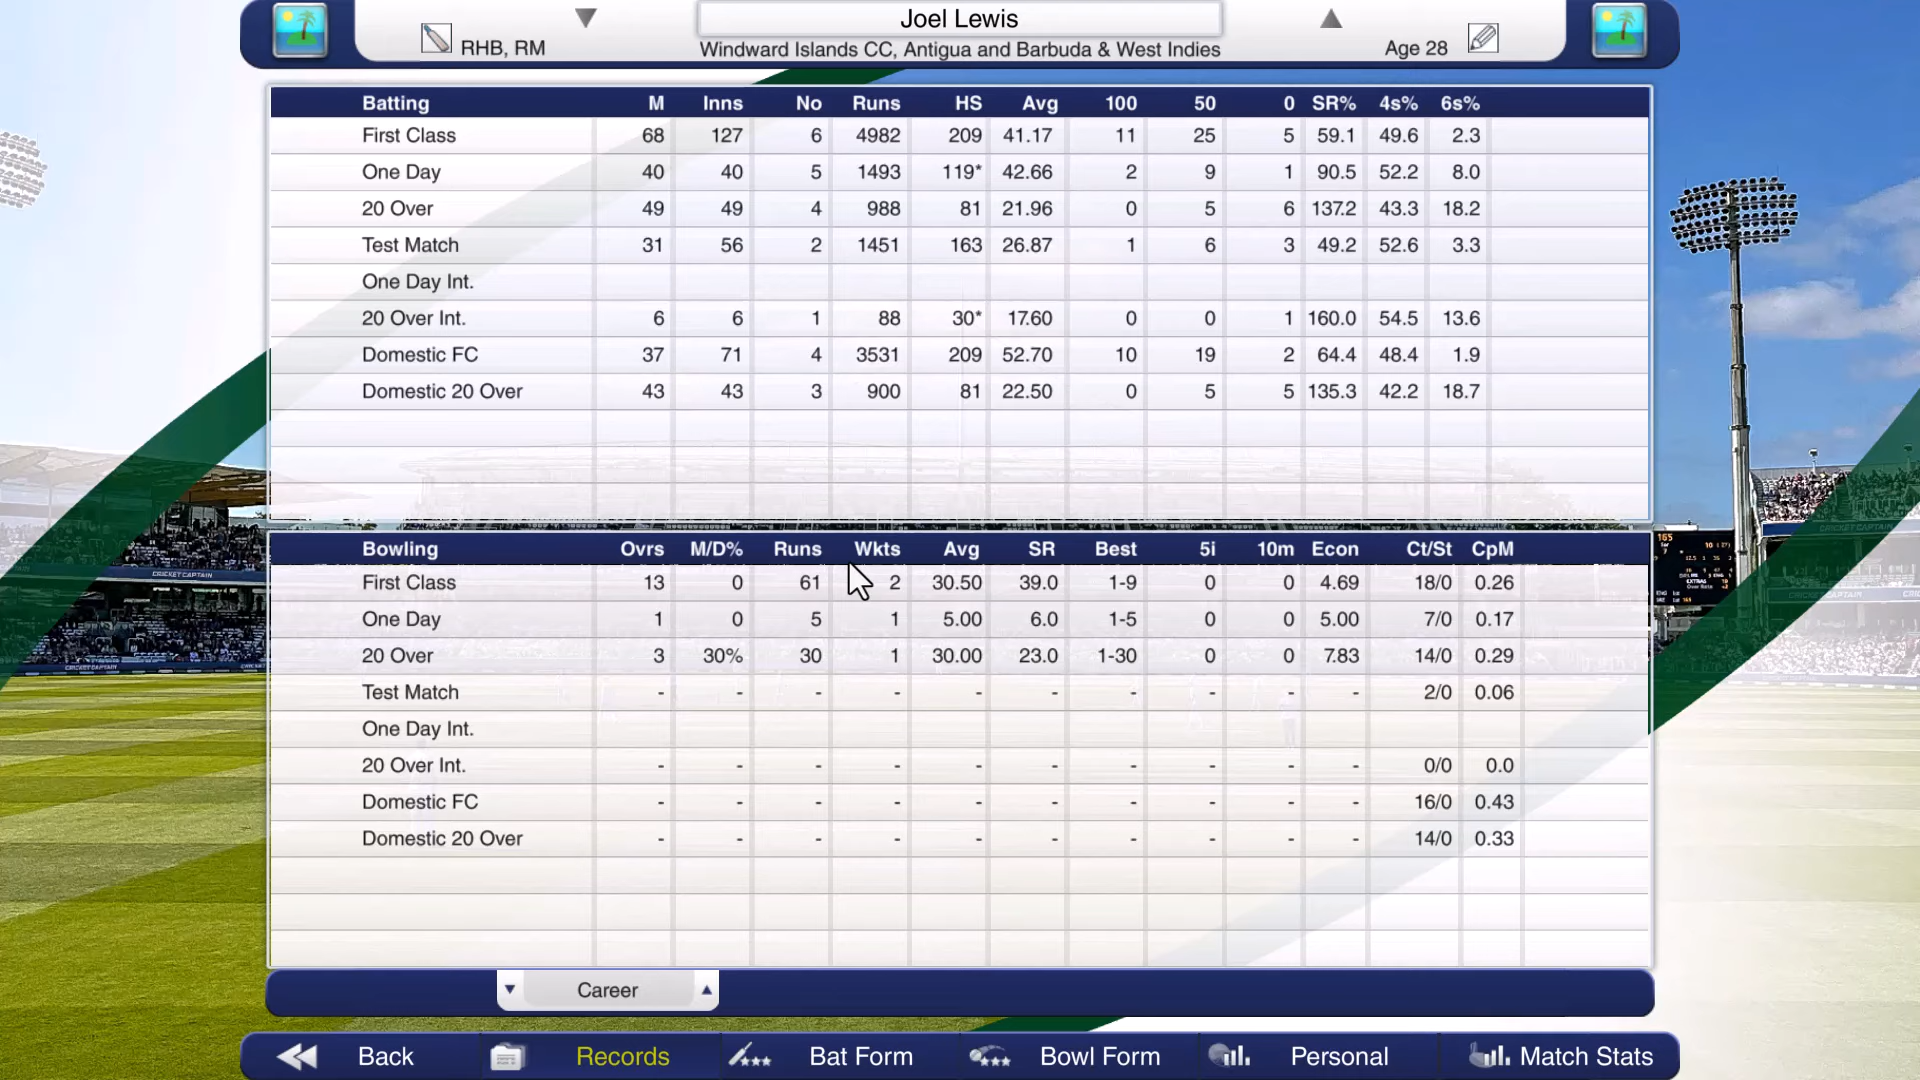 Joel Lewis
RHB, RM
Windward Islands CC, Antigua and Barbuda & West Indies
Age 28
Batting M Inns No Runs HS Avg 100 50 0 SR% 4s% 6s%
First Class 68 127 6 4982 209 41.17 11 25 5 59.1 49.6 2.3
One Day 40 40 5 1493 119* 42.66 2 9 1 90.5 52.2 8.0
20 Over 49 49 4 988 81 21.96 0 5 6 137.2 43.3 18.2
Test Match 31 56 2 1451 163 26.87 1 6 3 49.2 52.6 3.3
One Day Int.
20 Over Int. 6 6 1 88 30* 17.60 0 0 1 160.0 54.5 13.6
Domestic FC 37 71 4 3531 209 52.70 10 19 2 64.4 48.4 1.9
Domestic 20 Over 43 43 3 900 81 22.50 0 5 5 135.3 42.2 18.7
Bowling Ovrs M/D% Runs Wkts Avg SR Best 5i 10m Econ Ct/St CpM
First Class 13 0 61 2 30.50 39.0 1-9 0 0 4.69 18/0 0.26
One Day 1 0 5 1 5.00 6.0 1-5 0 0 5.00 7/0 0.17
20 Over 3 30% 30 1 30.00 23.0 1-30 0 0 7.83 14/0 0.29
Test Match - - - - - - - - - - 2/0 0.06
One Day Int.
20 Over Int. - - - - - - - - - - 0/0 0.0
Domestic FC - - - - - - - - - - 16/0 0.43
Domestic 20 Over - - - - - - - - - - 14/0 0.33
CRICKET CAPTAIN
CRICKET CAPTAIN
CRICKET CAPTAIN
CRICKET CAPTAIN
165
Career
Back Records Bat Form Bowl Form Personal Match Stats